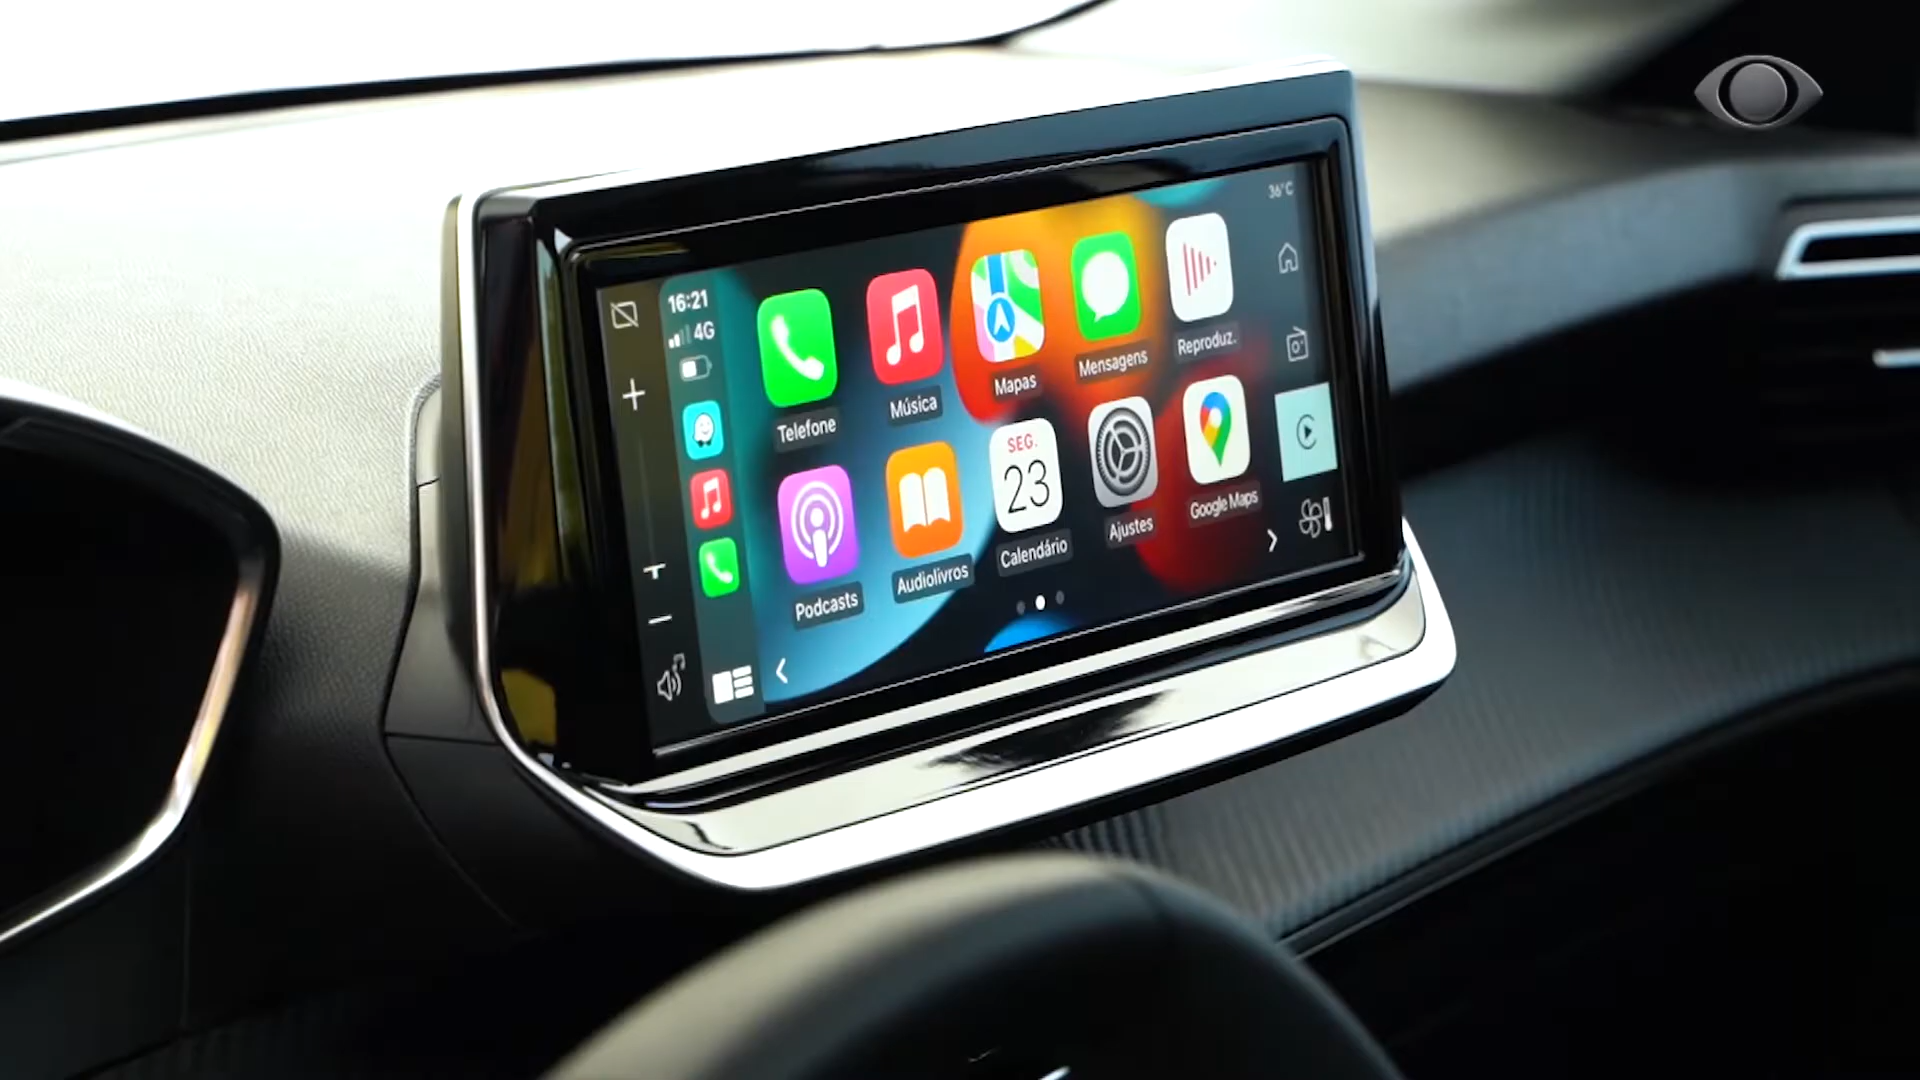 36°C
16:21
4G
Telefone
Música
Mapas
Mensagens
Reproduz.
Podcasts
Audiolivros
SEG.
23
Calendário
Ajustes
Google Maps